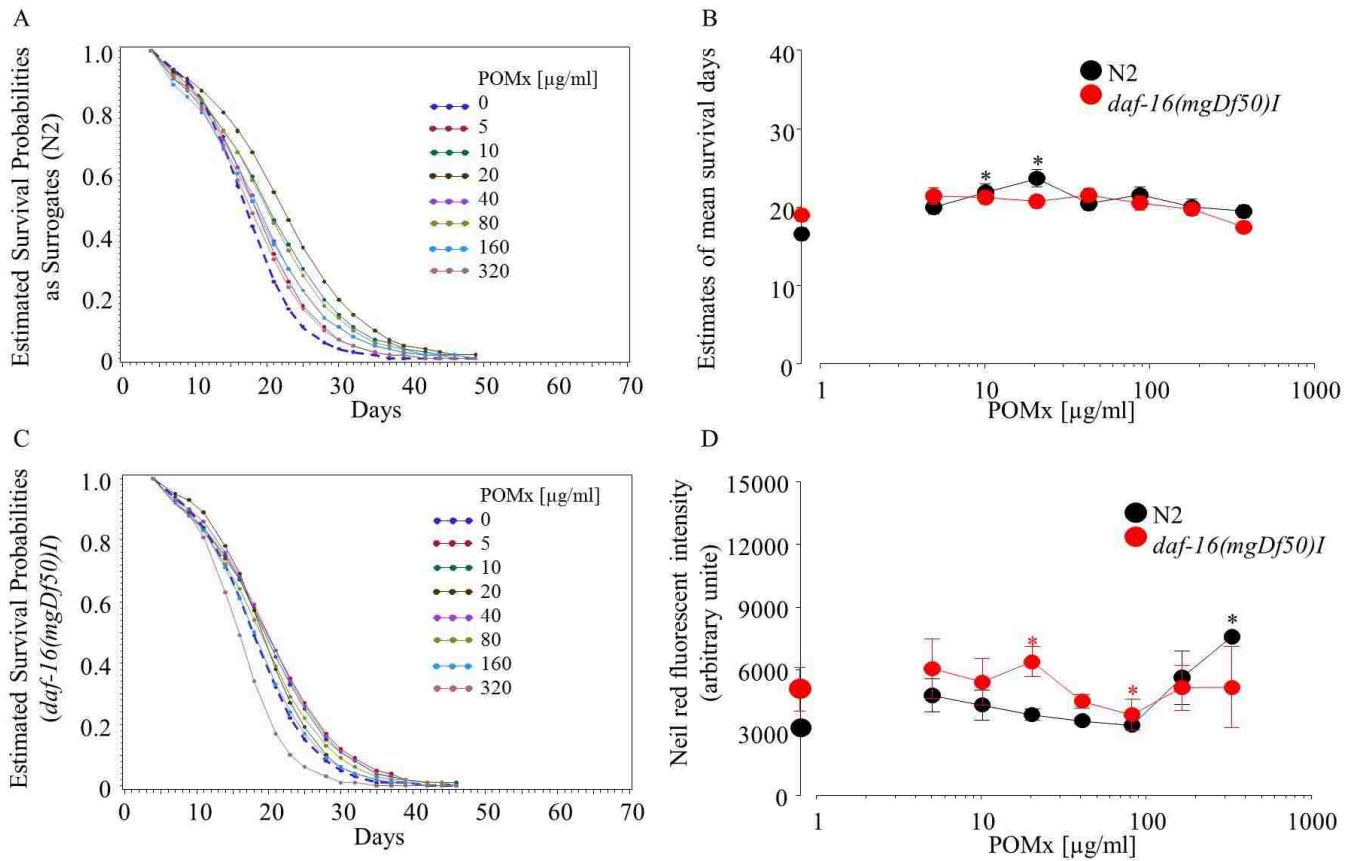 A
Estimated Survival Probabilities
as Surrogates (N2)
1.0
0.8
0.6
0.4
0.2
0
0 10 20 30 40 50 60 70
Days
POMx [µg/ml]
0
5
10
20
40
80
160
320
B
Estimates of mean survival days
40
30
20
10
0
1 10 100 1000
POMx [µg/ml]
N2
daf-16(mgDf50)I
* *
C
Estimated Survival Probabilities
(daf-16(mgDf50)I
1.0
0.8
0.6
0.4
0.2
0
0 10 20 30 40 50 60 70
Days
POMx [µg/ml]
0
5
10
20
40
80
160
320
D
Neil red fluorescent intensity
(arbitrary unite)
15000
12000
9000
6000
3000
0
1 10 100 1000
POMx [µg/ml]
N2
daf-16(mgDf50)I
* * *